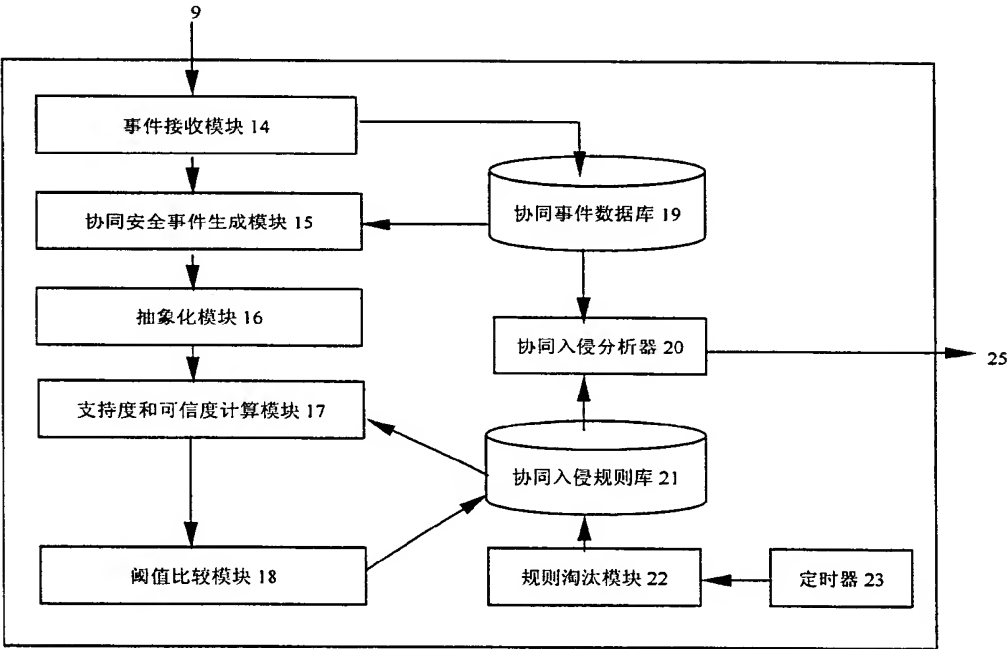 9
事件接收模块 14
协同安全事件生成模块 15
协同事件数据库 19
抽象化模块 16
协同入侵分析器 20
25
支持度和可信度计算模块 17
协同入侵规则库 21
阈值比较模块 18
规则淘汰模块 22
定时器 23